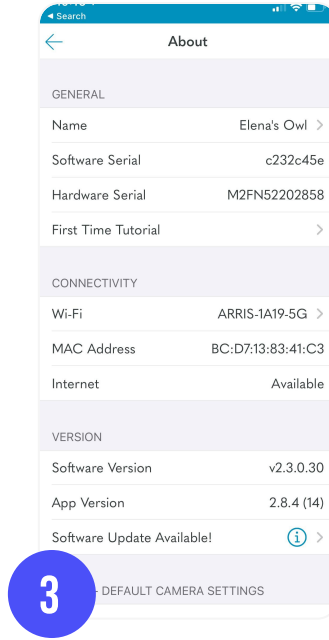 ◀ Search
About
GENERAL
Name Elena's Owl >
Software Serial c232c45e
Hardware Serial M2FN52202858
First Time Tutorial >
CONNECTIVITY
Wi-Fi ARRIS-1A19-5G >
MAC Address BC:D7:13:83:41:C3
Internet Available
VERSION
Software Version v2.3.0.30
App Version 2.8.4 (14)
Software Update Available! i >
3
- DEFAULT CAMERA SETTINGS